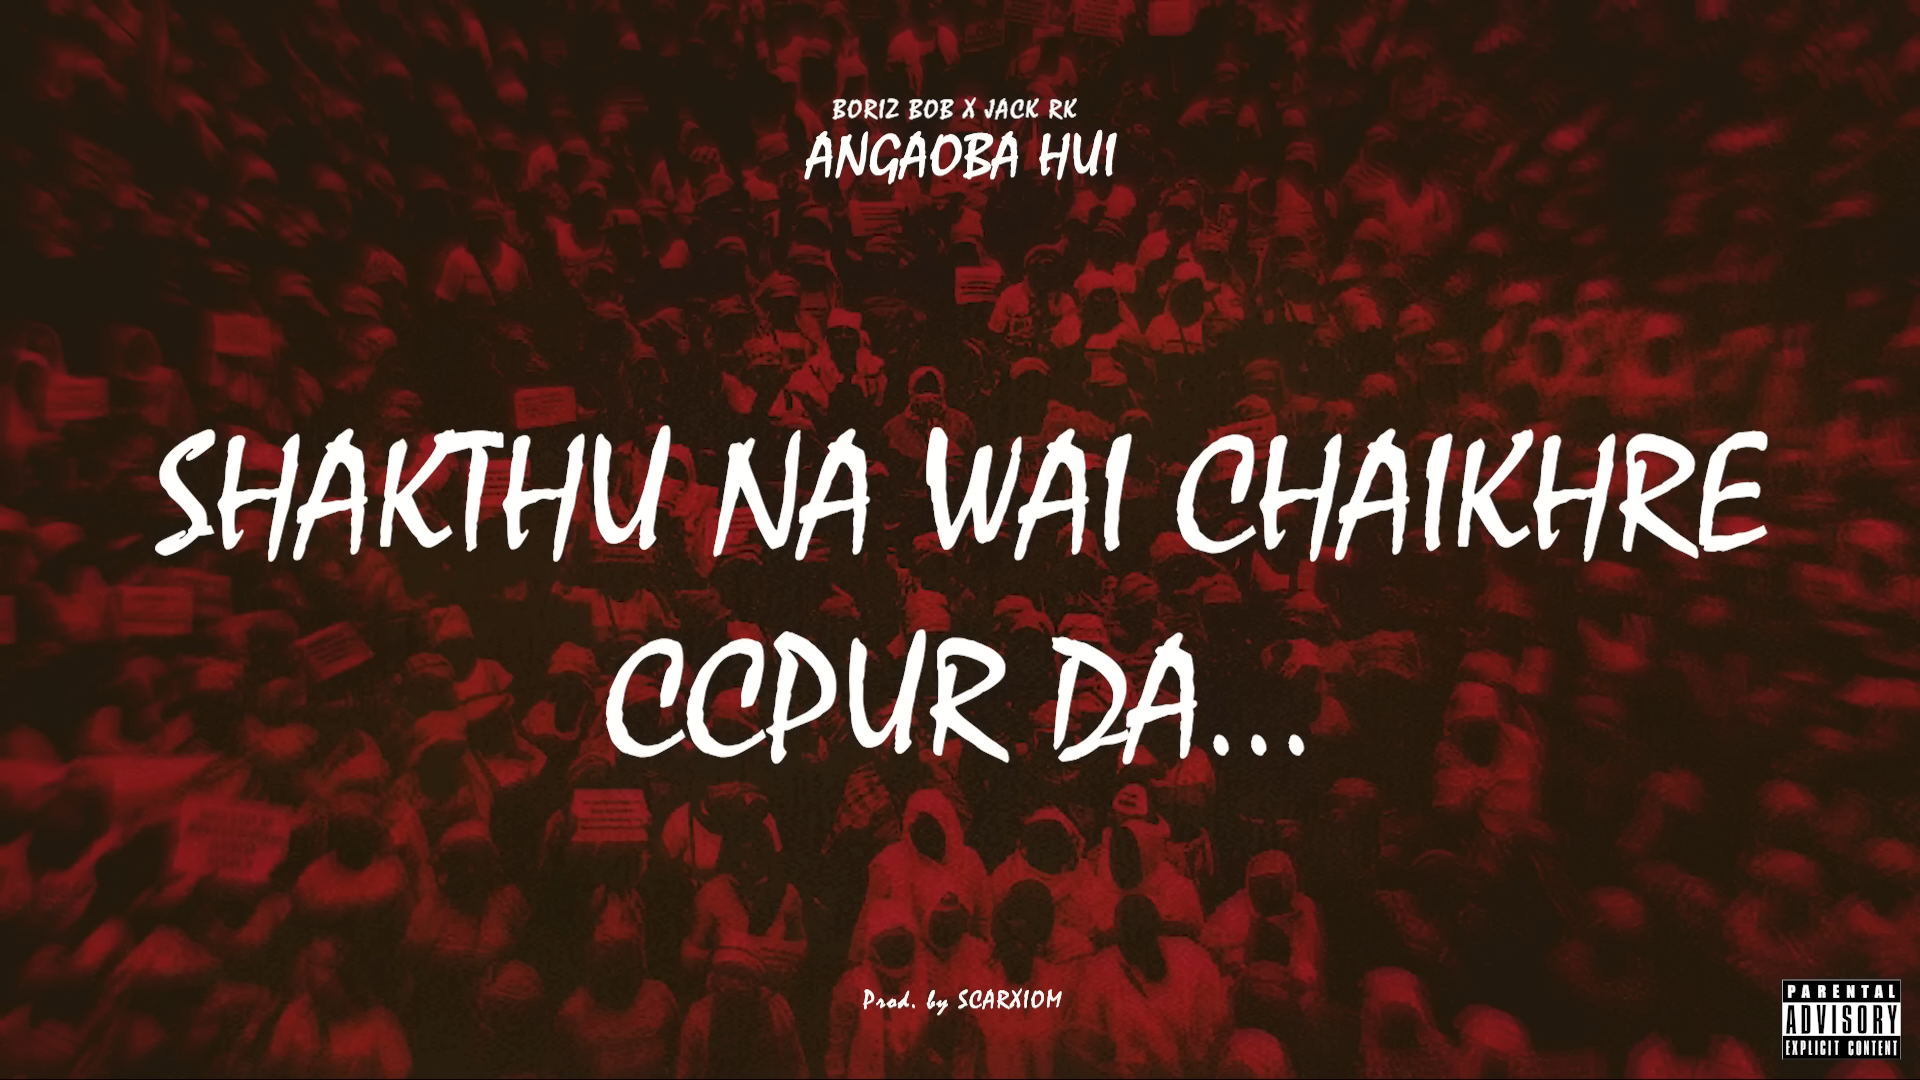 BORIZ BOB X JACK RK
ANGAOBA HUI
SHAKTHU NA WAI CHAIKHRE
CCPUR DA...
Prod. by SCARXIOM
PARENTAL
ADVISORY
EXPLICIT CONTENT